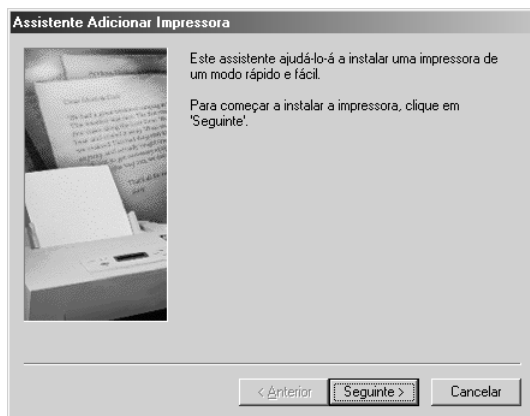 Assistente Adicionar Impressora
Este assistente ajudá-lo-á a instalar uma impressora de
um modo rápido e fácil.
Para começar a instalar a impressora, clique em
'Seguinte'.
< Anterior
Seguinte >
Cancelar